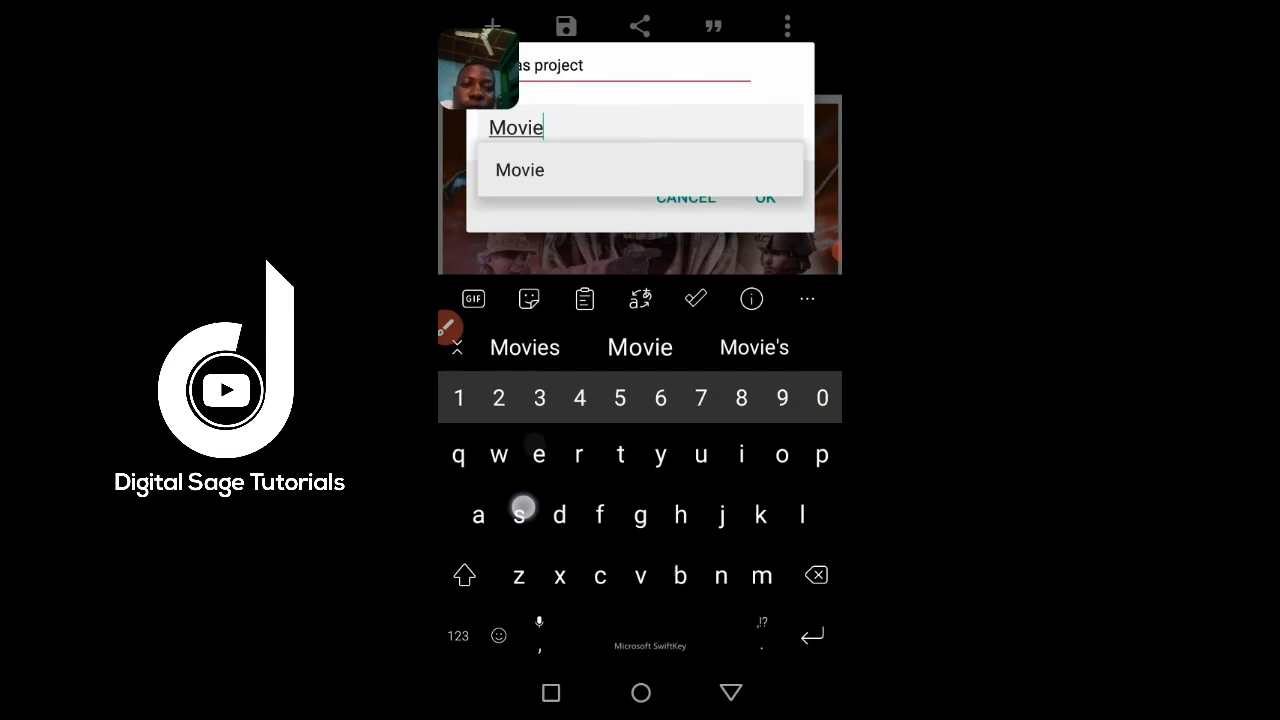 as project
Movie
Movie
CANCEL OK
GIF
Movies Movie Movie's
1 2 3 4 5 6 7 8 9 0
q w e r t y u i o p
a s d f g h j k l
z x c v b n m
123 , Microsoft SwiftKey ,!? .
Digital Sage Tutorials